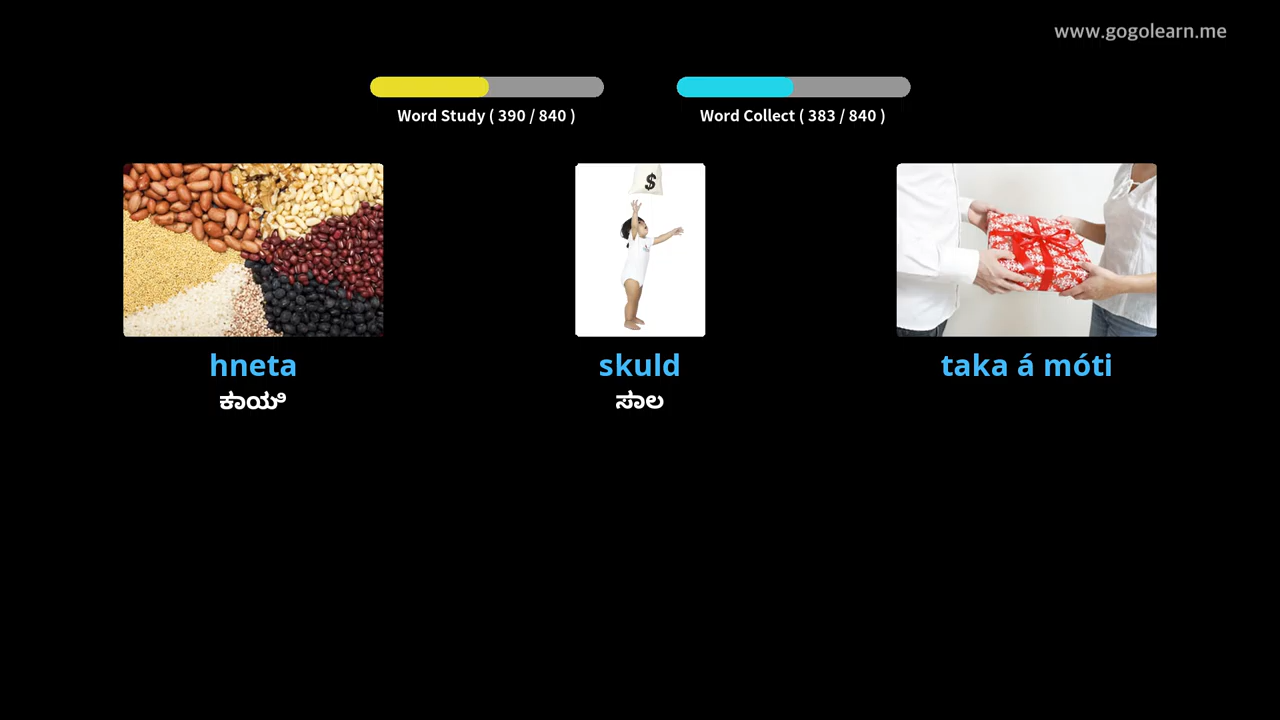 www.gogolearn.me
Word Study ( 390 / 840 )
Word Collect ( 383 / 840 )
$
hneta
skuld
taka á móti
ಕಾಯಿ
ಸಾಲ